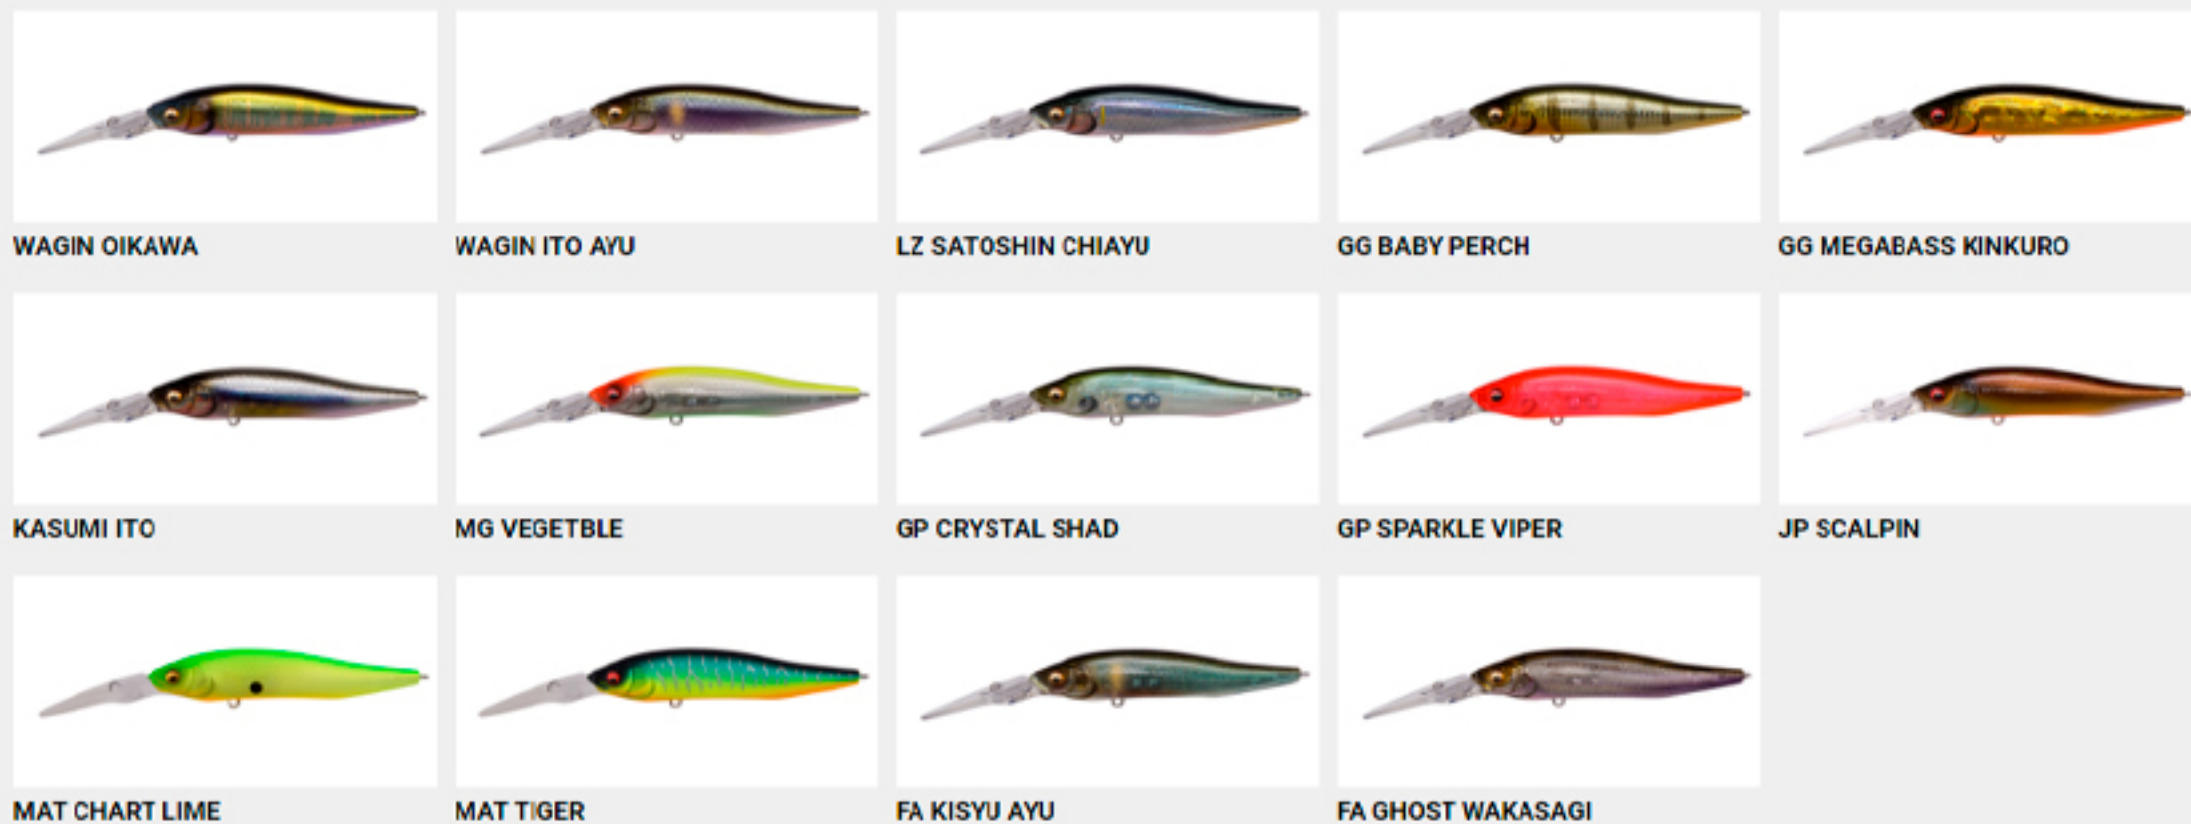 WAGIN OIKAWA
WAGIN ITO AYU
LZ SATOSHIN CHIAYU
GG BABY PERCH
GG MEGABASS KINKURO
KASUMI ITO
MG VEGETBLE
GP CRYSTAL SHAD
GP SPARKLE VIPER
JP SCALPIN
MAT CHART LIME
MAT TIGER
FA KISYU AYU
FA GHOST WAKASAGI